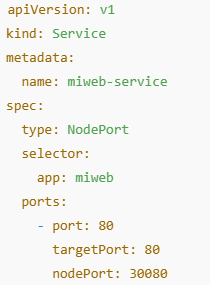 apiVersion: v1
kind: Service
metadata:
  name: miweb-service
spec:
  type: NodePort
  selector:
    app: miweb
  ports:
    - port: 80
      targetPort: 80
      nodePort: 30080